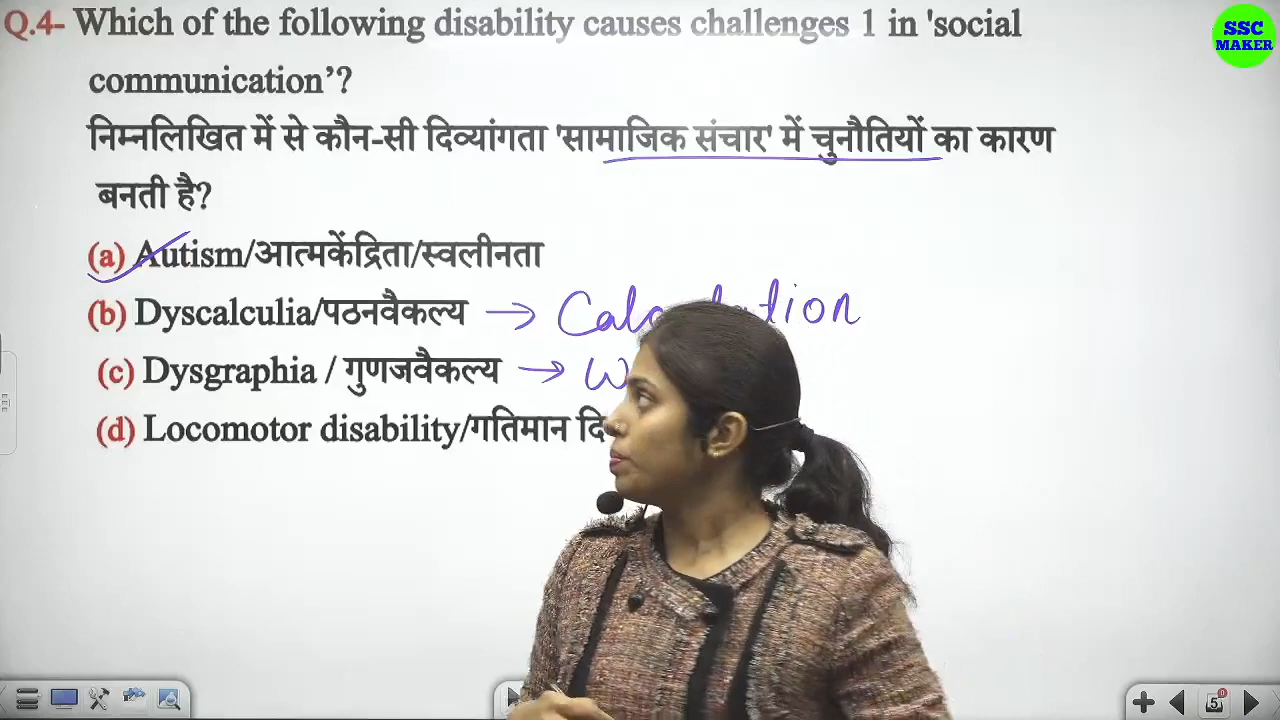 Q.4- Which of the following disability causes challenges 1 in 'social
communication’?
निम्नलिखित में से कौन-सी दिव्यांगता 'सामाजिक संचार' में चुनौतियों का कारण
बनती है?
(a) Autism/आत्मकेंद्रिता/स्वलीनता
(b) Dyscalculia/पठनवैकल्य →
(c) Dysgraphia / गुणजवैकल्य →
(d) Locomotor disability/गतिमान
SSC
MAKER
5
0